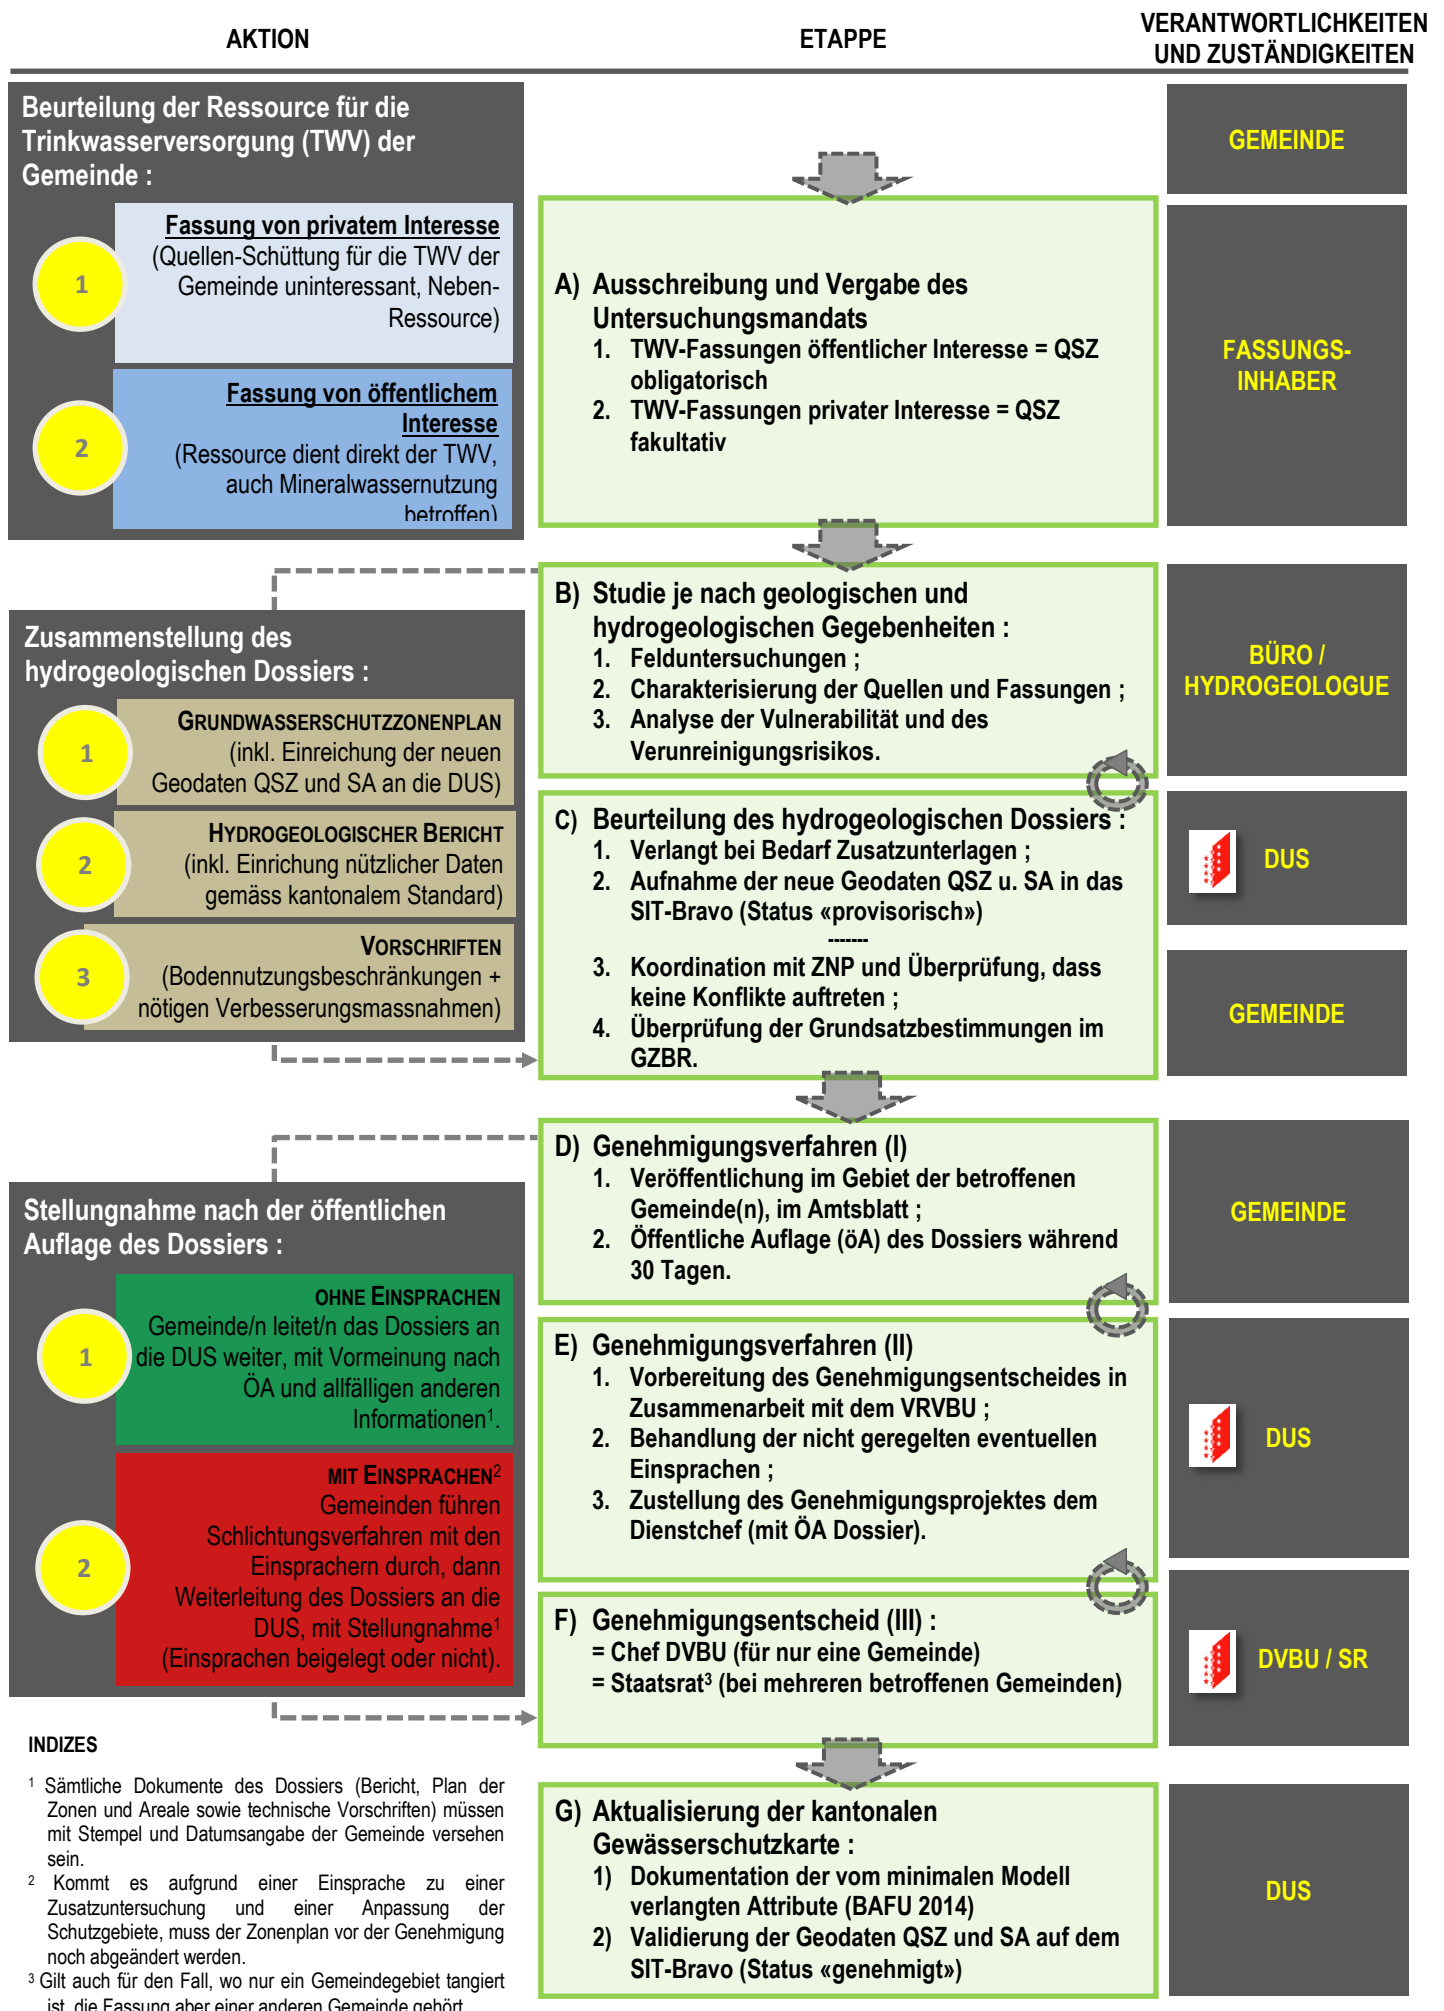 AKTION
ETAPPE
VERANTWORTLICHKEITEN
UND ZUSTÄNDIGKEITEN
Beurteilung der Ressource für die
Trinkwasserversorgung (TWV) der
Gemeinde :
1
Fassung von privatem Interesse
(Quellen-Schüttung für die TWV der
Gemeinde uninteressant, Neben-
Ressource)
2
Fassung von öffentlichem
Interesse
(Ressource dient direkt der TWV,
auch Mineralwassernutzung
betroffen)
A) Ausschreibung und Vergabe des
Untersuchungsmandats
1. TWV-Fassungen öffentlicher Interesse = QSZ
obligatorisch
2. TWV-Fassungen privater Interesse = QSZ
fakultativ
GEMEINDE
FASSUNGS-
INHABER
Zusammenstellung des
hydrogeologischen Dossiers :
1
GRUNDWASSERSCHUTZZONENPLAN
(inkl. Einreichung der neuen
Geodaten QSZ und SA an die DUS)
2
HYDROGEOLOGISCHER BERICHT
(inkl. Einrichung nützlicher Daten
gemäss kantonalem Standard)
3
VORSCHRIFTEN
(Bodennutzungsbeschränkungen +
nötigen Verbesserungsmassnahmen)
B) Studie je nach geologischen und
hydrogeologischen Gegebenheiten :
1. Felduntersuchungen ;
2. Charakterisierung der Quellen und Fassungen ;
3. Analyse der Vulnerabilität und des
Verunreinigungsrisikos.
BÜRO /
HYDROGEOLOGUE
C) Beurteilung des hydrogeologischen Dossiers :
1. Verlangt bei Bedarf Zusatzunterlagen ;
2. Aufnahme der neue Geodaten QSZ u. SA in das
SIT-Bravo (Status «provisorisch»)
-------
3. Koordination mit ZNP und Überprüfung, dass
keine Konflikte auftreten ;
4. Überprüfung der Grundsatzbestimmungen im
GZBR.
DUS
GEMEINDE
Stellungnahme nach der öffentlichen
Auflage des Dossiers :
1
OHNE EINSPRACHEN
Gemeinde/n leitet/n das Dossiers an
die DUS weiter, mit Vormeinung nach
ÖA und allfälligen anderen
Informationen¹.
2
MIT EINSPRACHEN²
Gemeinden führen
Schlichtungsverfahren mit den
Einsprachern durch, dann
Weiterleitung des Dossiers an die
DUS, mit Stellungnahme¹
(Einsprachen beigelegt oder nicht).
D) Genehmigungsverfahren (I)
1. Veröffentlichung im Gebiet der betroffenen
Gemeinde(n), im Amtsblatt ;
2. Öffentliche Auflage (öA) des Dossiers während
30 Tagen.
GEMEINDE
E) Genehmigungsverfahren (II)
1. Vorbereitung des Genehmigungsentscheides in
Zusammenarbeit mit dem VRVBU ;
2. Behandlung der nicht geregelten eventuellen
Einsprachen ;
3. Zustellung des Genehmigungsprojektes dem
Dienstchef (mit ÖA Dossier).
DUS
F) Genehmigungsentscheid (III) :
= Chef DVBU (für nur eine Gemeinde)
= Staatsrat³ (bei mehreren betroffenen Gemeinden)
DVBU / SR
G) Aktualisierung der kantonalen
Gewässerschutzkarte :
1) Dokumentation der vom minimalen Modell
verlangten Attribute (BAFU 2014)
2) Validierung der Geodaten QSZ und SA auf dem
SIT-Bravo (Status «genehmigt»)
DUS
INDIZES
¹ Sämtliche Dokumente des Dossiers (Bericht, Plan der
Zonen und Areale sowie technische Vorschriften) müssen
mit Stempel und Datumsangabe der Gemeinde versehen
sein.
² Kommt es aufgrund einer Einsprache zu einer
Zusatzuntersuchung und einer Anpassung der
Schutzgebiete, muss der Zonenplan vor der Genehmigung
noch abgeändert werden.
³ Gilt auch für den Fall, wo nur ein Gemeindegebiet tangiert
ist, die Fassung aber einer anderen Gemeinde gehört